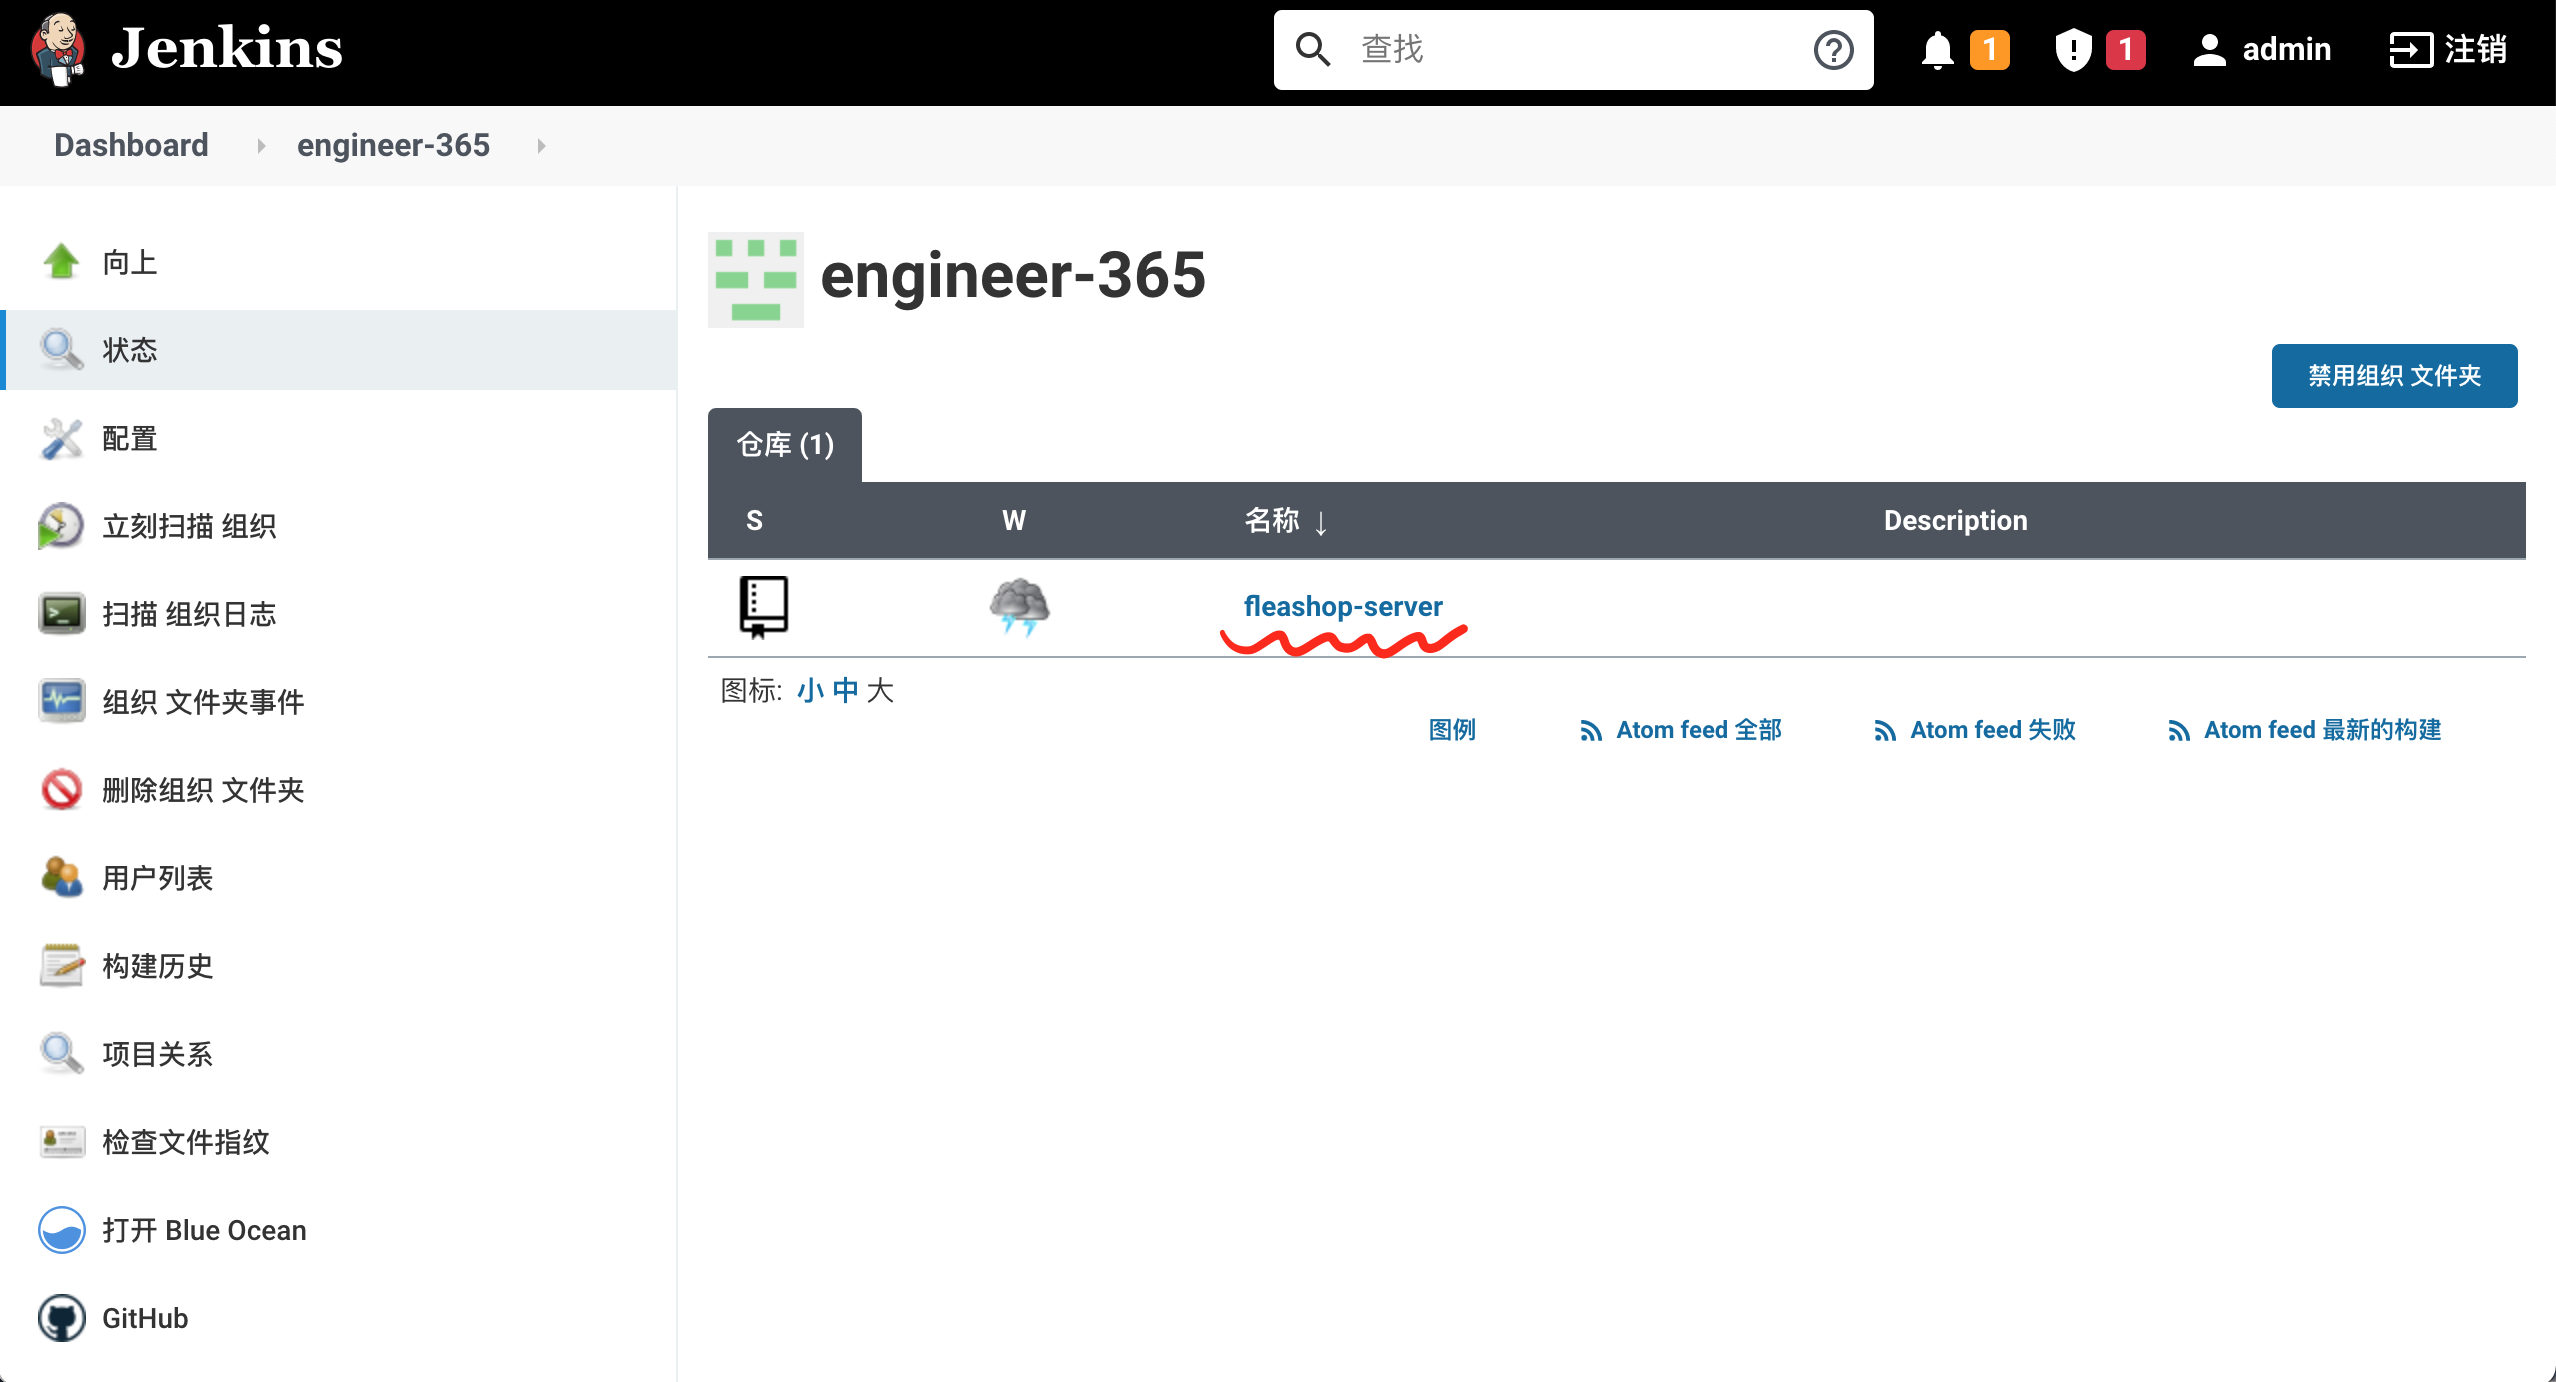 Jenkins
查找
1
1
admin
注销
Dashboard
engineer-365
向上
状态
配置
立刻扫描 组织
扫描 组织日志
组织 文件夹事件
删除组织 文件夹
用户列表
构建历史
项目关系
检查文件指纹
打开 Blue Ocean
GitHub
engineer-365
禁用组织 文件夹
仓库 (1)
S W 名称 ↓ Description
fleashop-server
图标: 小 中 大
图例 Atom feed 全部 Atom feed 失败 Atom feed 最新的构建